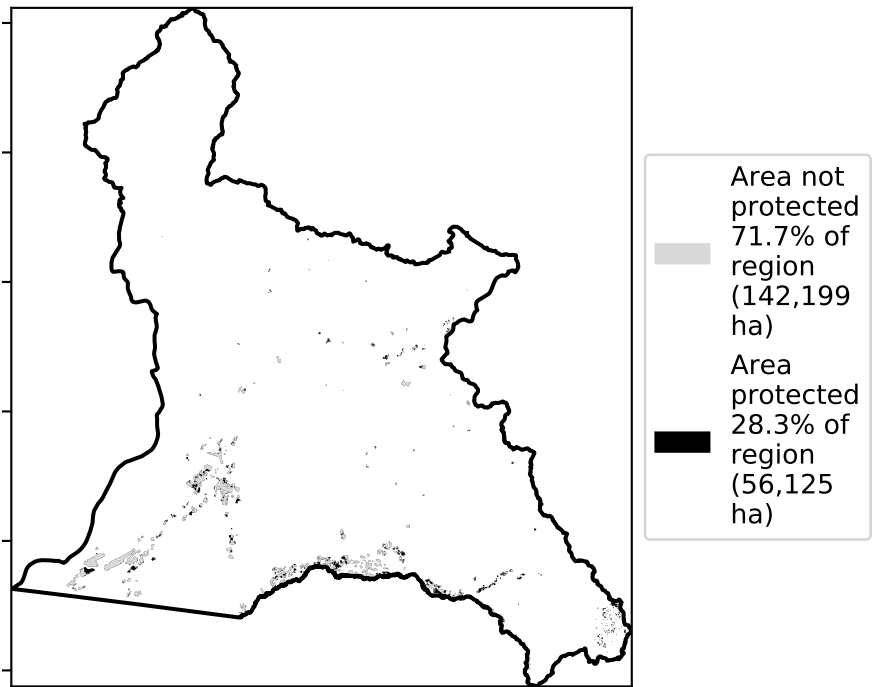 Area not
protected
71.7% of
region
(142,199
ha)
Area
protected
28.3% of
region
(56,125
ha)